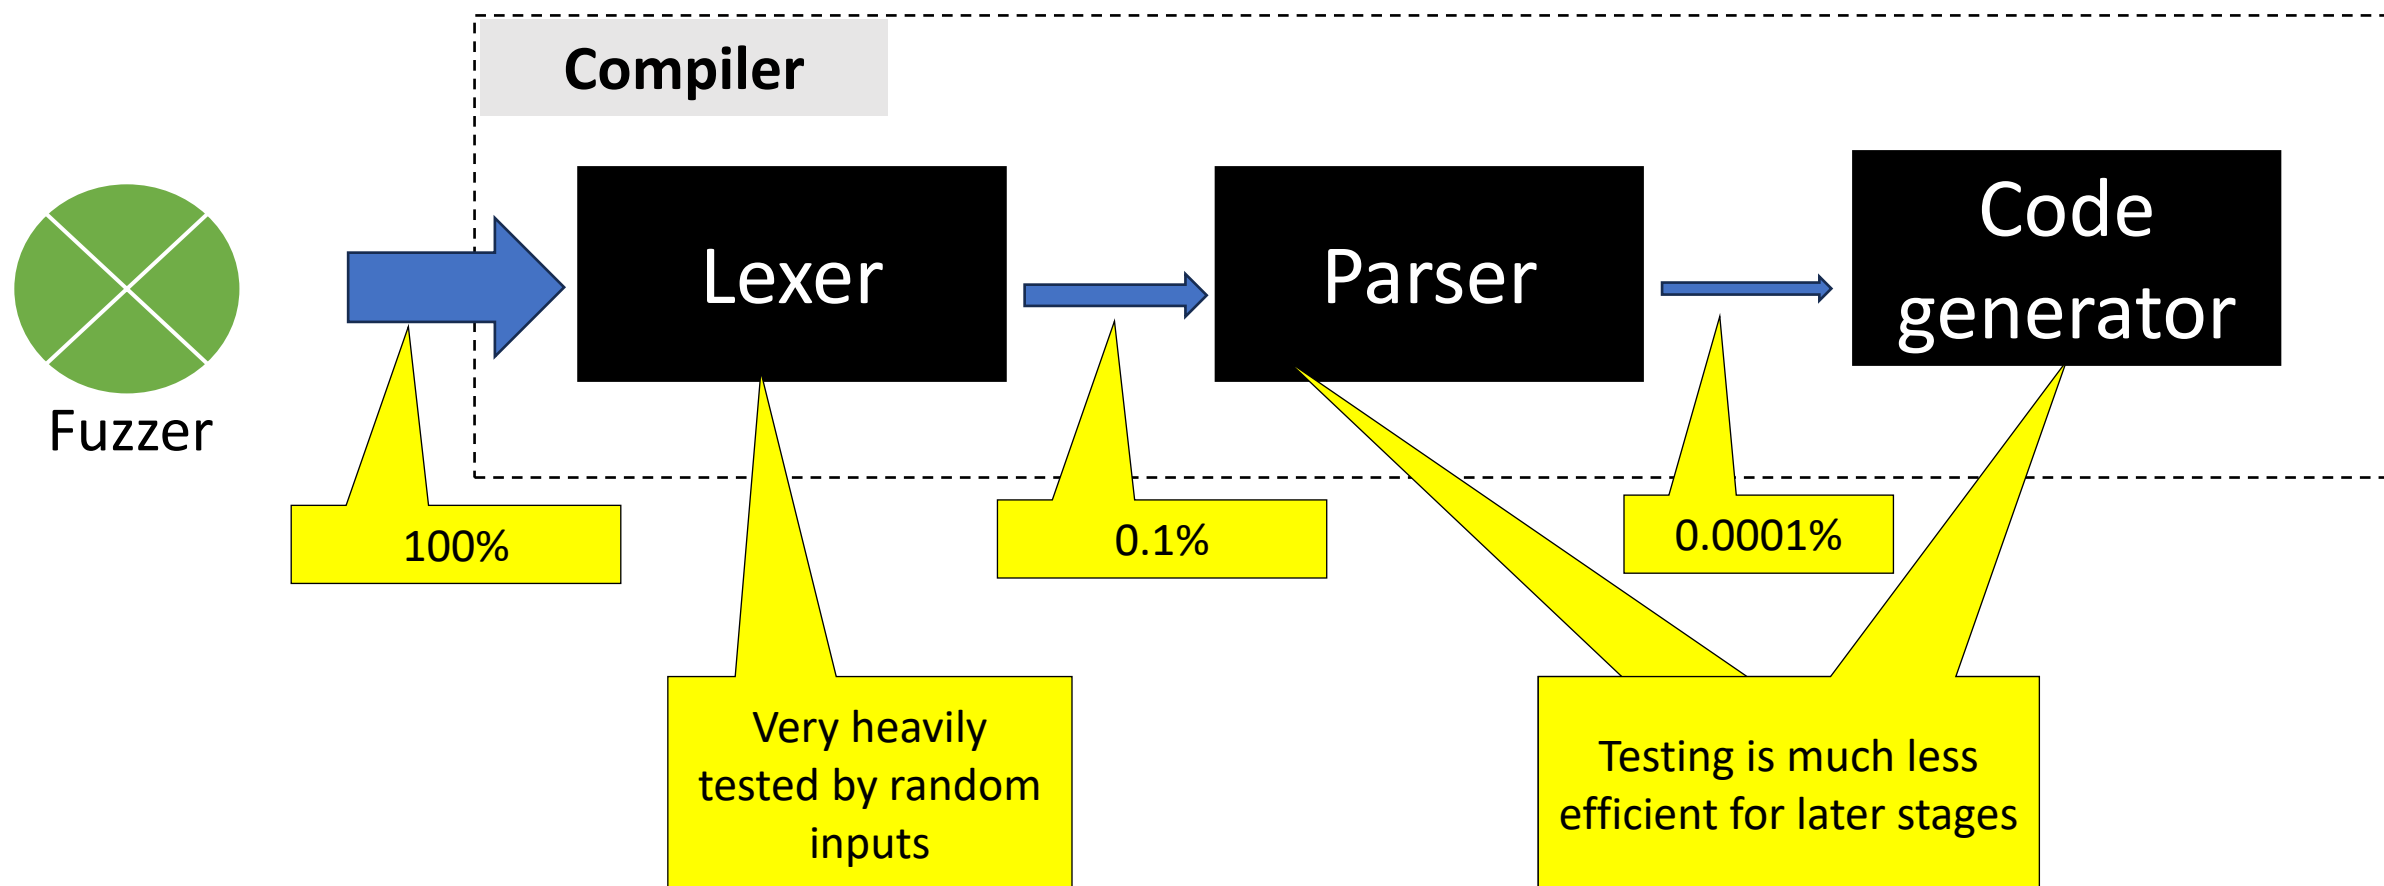 Compiler
Fuzzer
Lexer
Parser
Code
generator
100%
0.1%
0.0001%
Very heavily
tested by random
inputs
Testing is much less
efficient for later stages